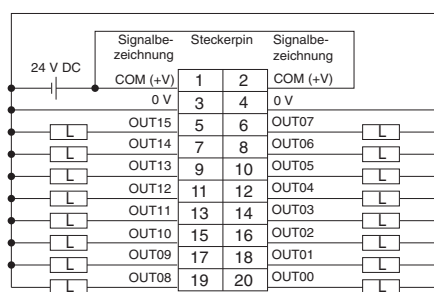 Signalbe-
zeichnung Steckerpin Signalbe-
zeichnung
24 V DC
COM (+V) 1 2 COM (+V)
0 V 3 4 0 V
L OUT15 5 6 OUT07 L
L OUT14 7 8 OUT06 L
L OUT13 9 10 OUT05 L
L OUT12 11 12 OUT04 L
L OUT11 13 14 OUT03 L
L OUT10 15 16 OUT02 L
L OUT09 17 18 OUT01 L
L OUT08 19 20 OUT00 L